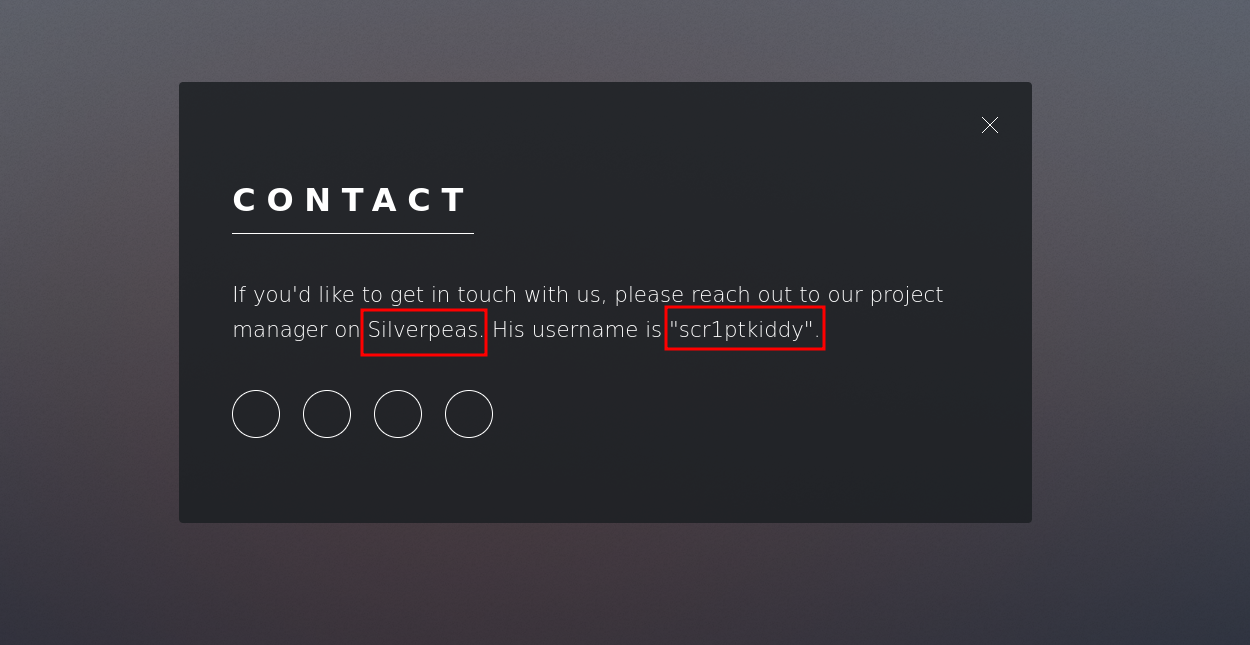 CONTACT
If you'd like to get in touch with us, please reach out to our project
manager on Silverpeas. His username is "scr1ptkiddy".